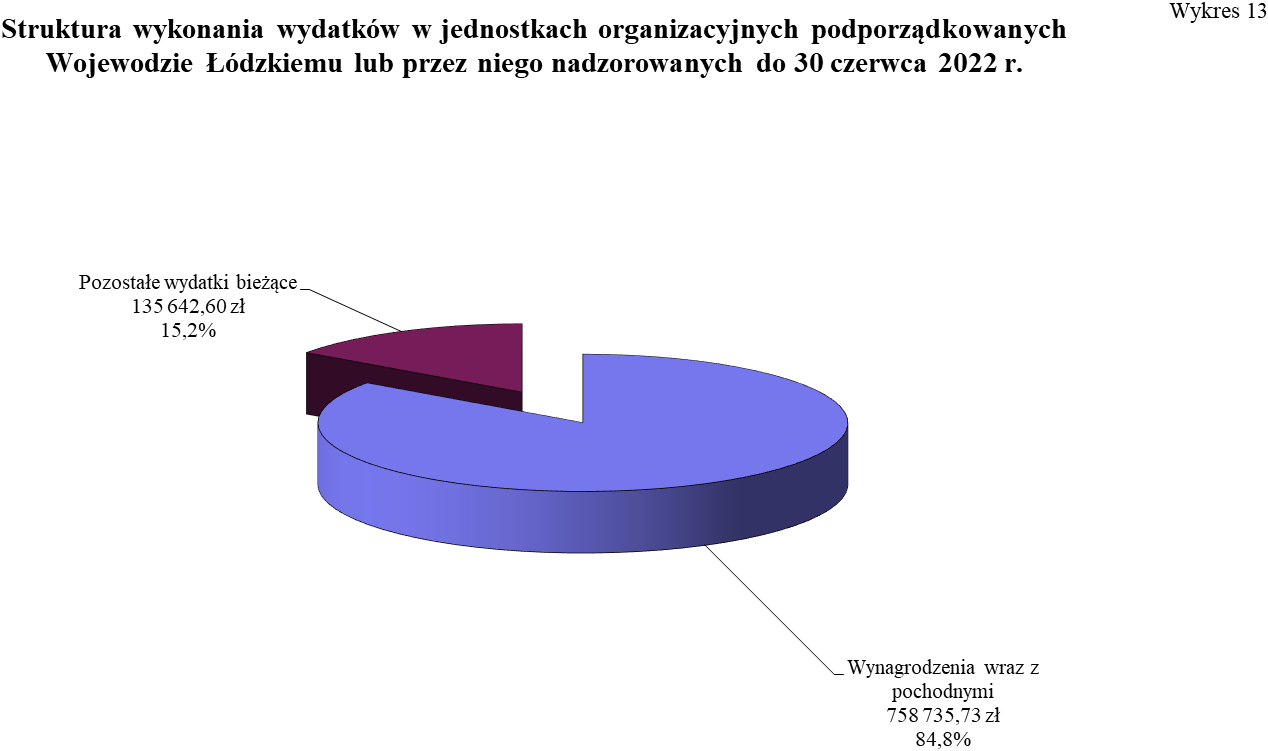 Wykres 13
Struktura wykonania wydatków w jednostkach organizacyjnych podporządkowanych
Wojewodzie Łódzkiemu lub przez niego nadzorowanych do 30 czerwca 2022 r.
Pozostałe wydatki bieżące
135 642,60 zł
15,2%
Wynagrodzenia wraz z
pochodnymi
758 735,73 zł
84,8%